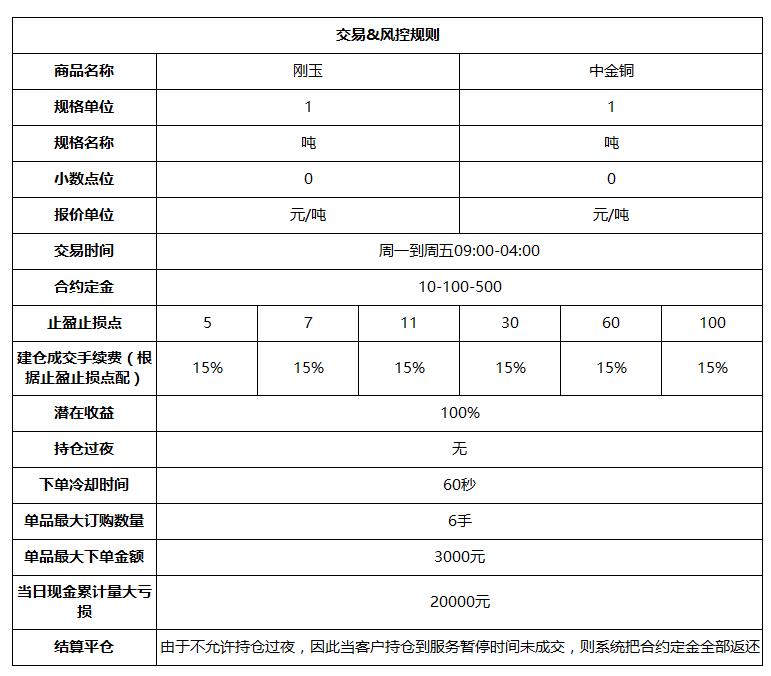 交易&风控规则
商品名称 刚玉 中金铜
规格单位 1 1
规格名称 吨 吨
小数点位 0 0
报价单位 元/吨 元/吨
交易时间 周一到周五09:00-04:00
合约定金 10-100-500
止盈止损点 5 7 11 30 60 100
建仓成交手续费（根
据止盈止损点配） 15% 15% 15% 15% 15% 15%
潜在收益 100%
持仓过夜 无
下单冷却时间 60秒
单品最大订购数量 6手
单品最大下单金额 3000元
当日现金累计量大亏
损 20000元
结算平仓 由于不允许持仓过夜，因此当客户持仓到服务暂停时间未成交，则系统把合约定金全部返还